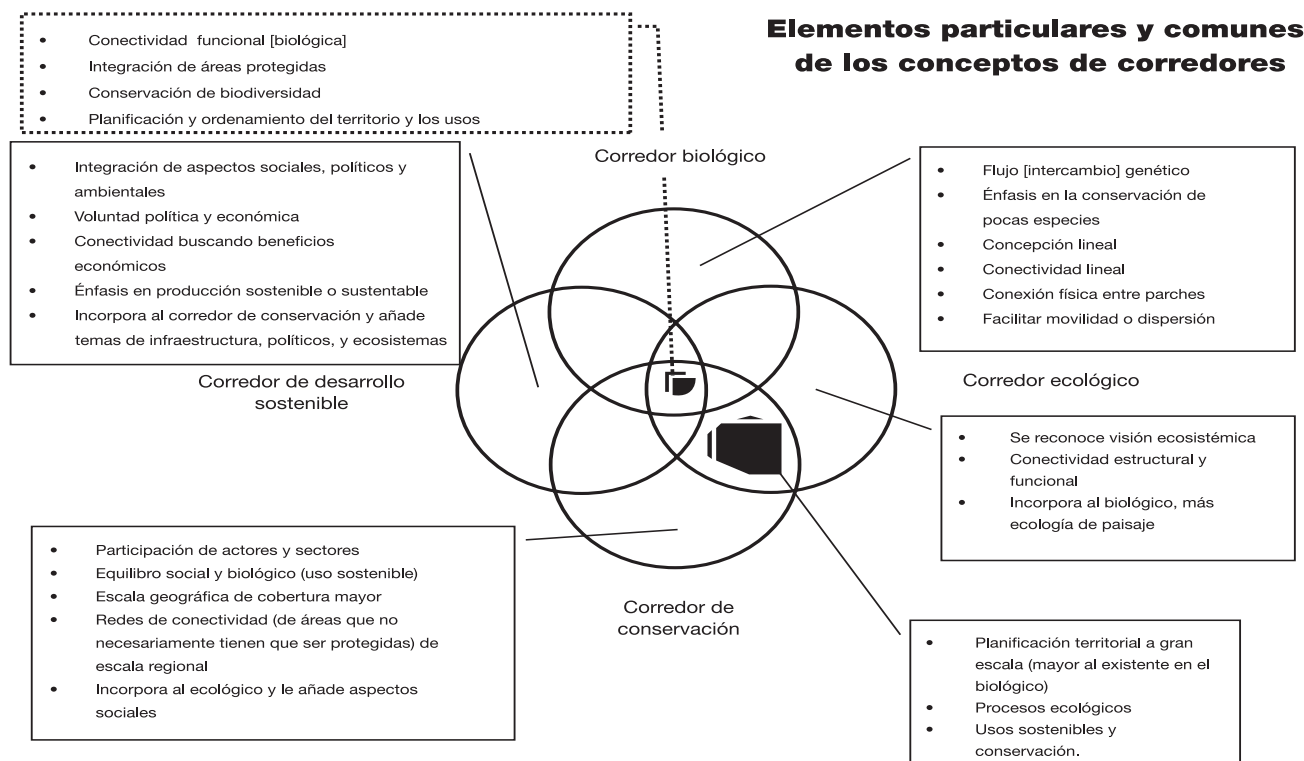 Elementos particulares y comunes
de los conceptos de corredores
• Conectividad funcional [biológica]
• Integración de áreas protegidas
• Conservación de biodiversidad
• Planificación y ordenamiento del territorio y los usos
• Integración de aspectos sociales, políticos y
ambientales
• Voluntad política y económica
• Conectividad buscando beneficios
económicos
• Énfasis en producción sostenible o sustentable
• Incorpora al corredor de conservación y añade
temas de infraestructura, políticos, y ecosistemas
Corredor biológico
• Flujo [intercambio] genético
• Énfasis en la conservación de
pocas especies
• Concepción lineal
• Conectividad lineal
• Conexión física entre parches
• Facilitar movilidad o dispersión
Corredor de desarrollo
sostenible
Corredor ecológico
• Se reconoce visión ecosistémica
• Conectividad estructural y
funcional
• Incorpora al biológico, más
ecología de paisaje
• Participación de actores y sectores
• Equilibro social y biológico (uso sostenible)
• Escala geográfica de cobertura mayor
• Redes de conectividad (de áreas que no
necesariamente tienen que ser protegidas) de
escala regional
• Incorpora al ecológico y le añade aspectos
sociales
Corredor de
conservación
• Planificación territorial a gran
escala (mayor al existente en el
biológico)
• Procesos ecológicos
• Usos sostenibles y
conservación.